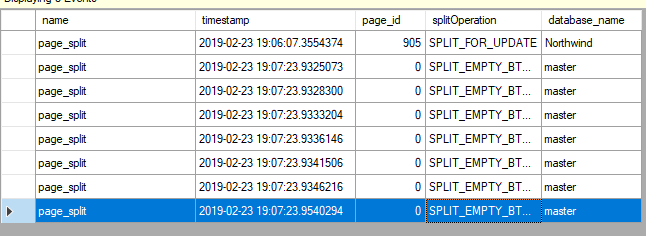 name timestamp page_id splitOperation database_name
page_split 2019-02-23 19:06:07.3554374 905 SPLIT_FOR_UPDATE Northwind
page_split 2019-02-23 19:07:23.9325073 0 SPLIT_EMPTY_BT... master
page_split 2019-02-23 19:07:23.9328300 0 SPLIT_EMPTY_BT... master
page_split 2019-02-23 19:07:23.9333204 0 SPLIT_EMPTY_BT... master
page_split 2019-02-23 19:07:23.9336146 0 SPLIT_EMPTY_BT... master
page_split 2019-02-23 19:07:23.9341506 0 SPLIT_EMPTY_BT... master
page_split 2019-02-23 19:07:23.9346216 0 SPLIT_EMPTY_BT... master
page_split 2019-02-23 19:07:23.9540294 0 SPLIT_EMPTY_BT... master